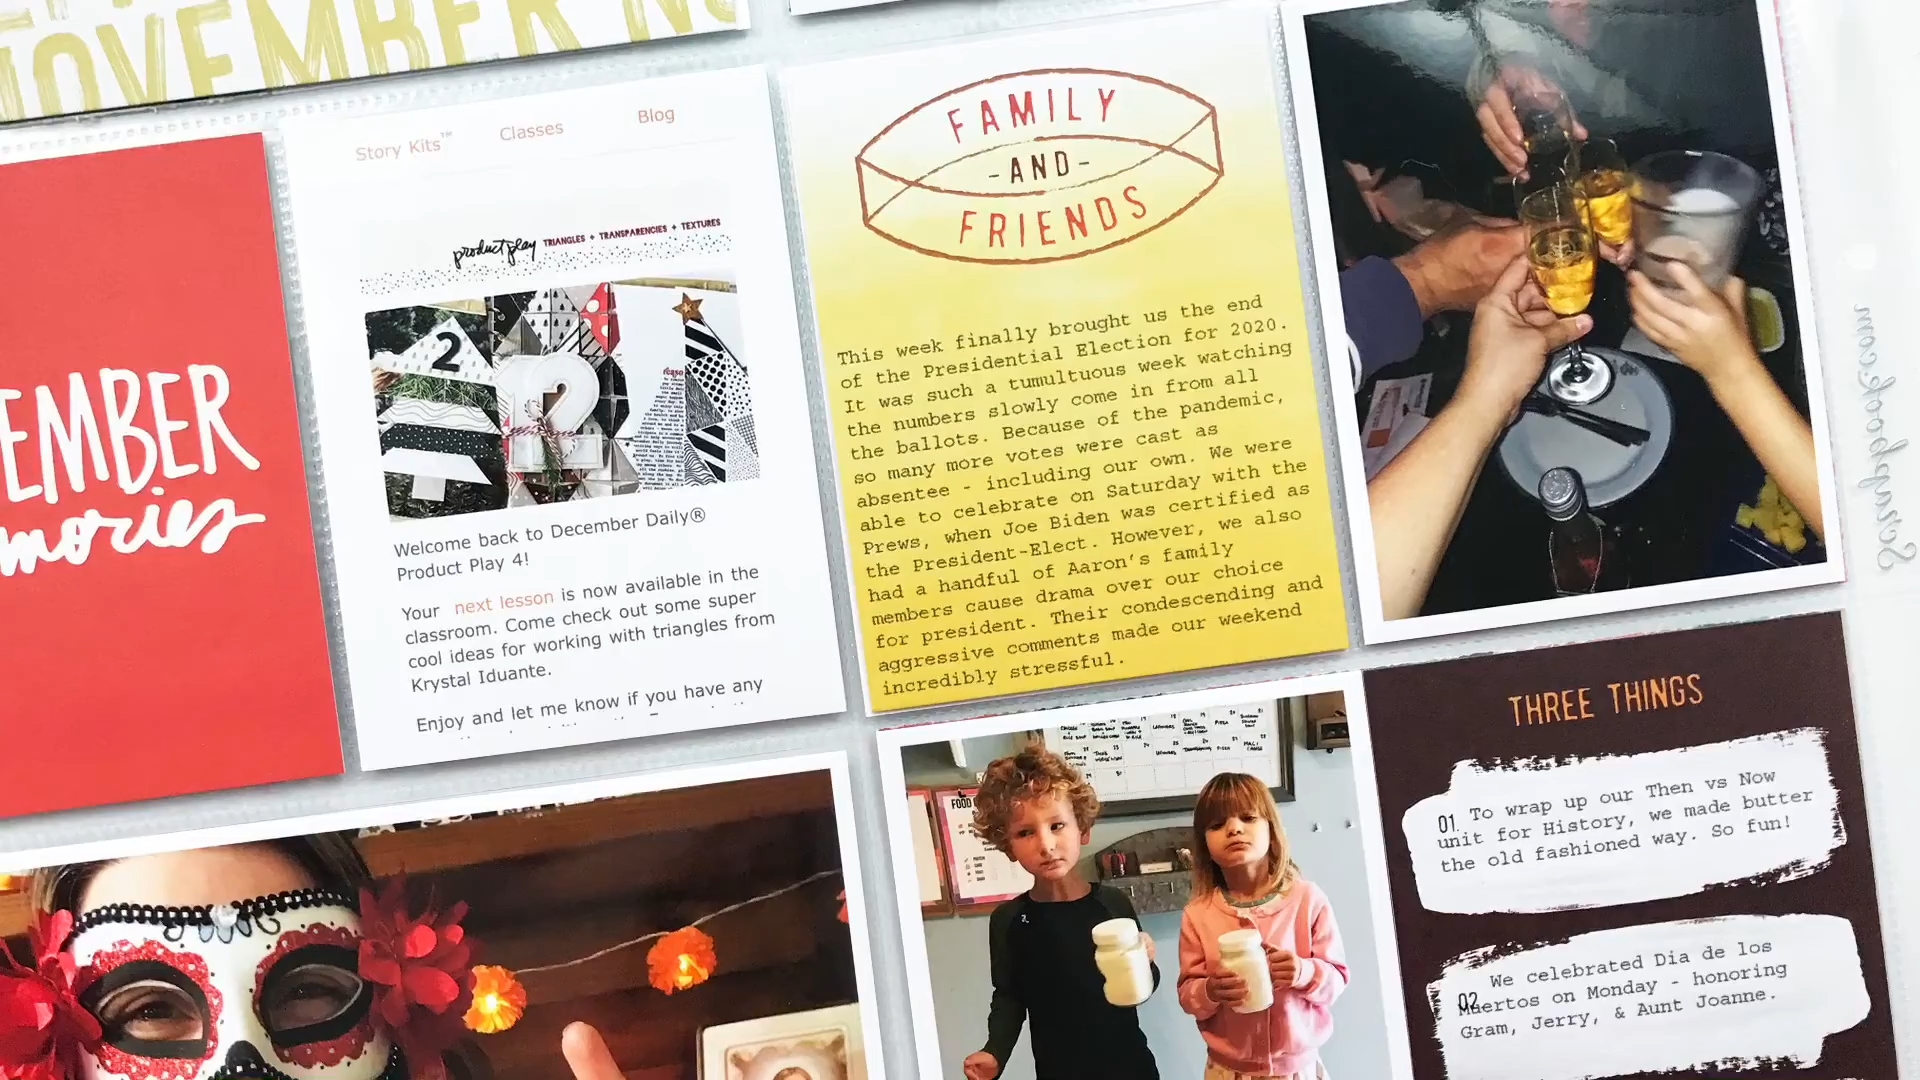 NOVEMBER
EMBER
mories
Story Kits™
Classes
Blog
product play TRIANGLES + TRANSPARENCIES + TEXTURES
2
12
Welcome back to December Daily®
Product Play 4!
Your next lesson is now available in the
classroom. Come check out some super
cool ideas for working with triangles from
Krystal Iduante.
Enjoy and let me know if you have any
FAMILY
-AND-
FRIENDS
This week finally brought us the end
of the Presidential Election for 2020.
It was such a tumultuous week watching
the numbers slowly come in from all
the ballots. Because of the pandemic,
so many more votes were cast as
absentee - including our own. We were
able to celebrate on Saturday with the
Prews, when Joe Biden was certified as
the President-Elect. However, we also
had a handful of Aaron's family
members cause drama over our choice
for president. Their condescending and
aggressive comments made our weekend
incredibly stressful.
Scrapbook.com
FOOD
THREE THINGS
01. To wrap up our Then vs Now
unit for History, we made butter
the old fashioned way. So fun!
02. We celebrated Dia de los
Muertos on Monday - honoring
Gram, Jerry, & Aunt Joanne.